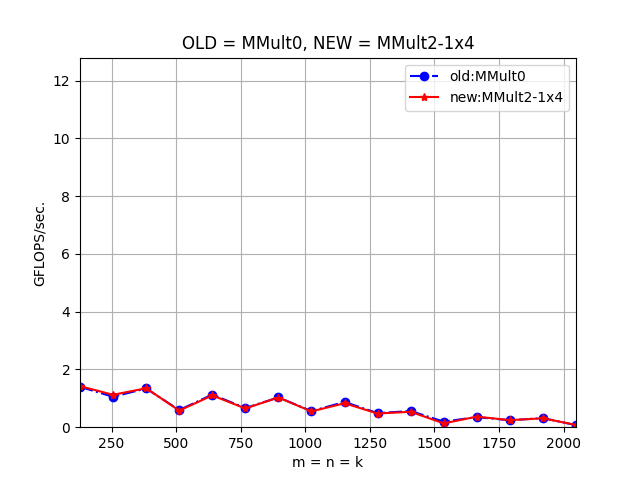 OLD = MMult0, NEW = MMult2-1x4
old:MMult0
new:MMult2-1x4
GFLOPS/sec.
12
10
8
6
4
2
0
250 500 750 1000 1250 1500 1750 2000
m = n = k